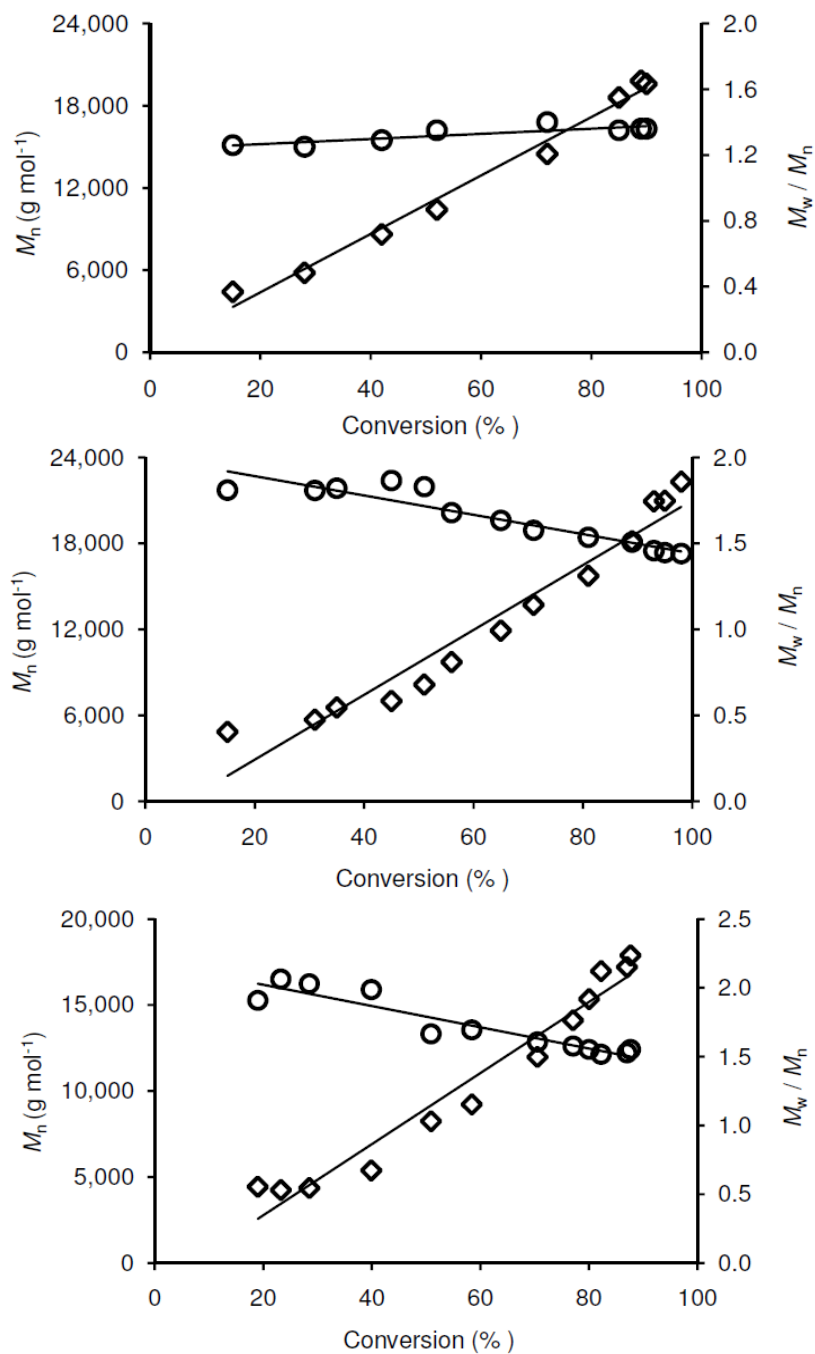 24,000
18,000
12,000
6,000
0
2.0
1.6
1.2
0.8
0.4
0.0
0 20 40 60 80 100
Mn (g mol-1)
Mw / Mn
Conversion (% )
24,000
18,000
12,000
6,000
0
2.0
1.5
1.0
0.5
0.0
0 20 40 60 80 100
Mn (g mol-1)
Mw / Mn
Conversion (% )
20,000
15,000
10,000
5,000
0
2.5
2.0
1.5
1.0
0.5
0.0
0 20 40 60 80 100
Mn (g mol-1)
Mw / Mn
Conversion (% )